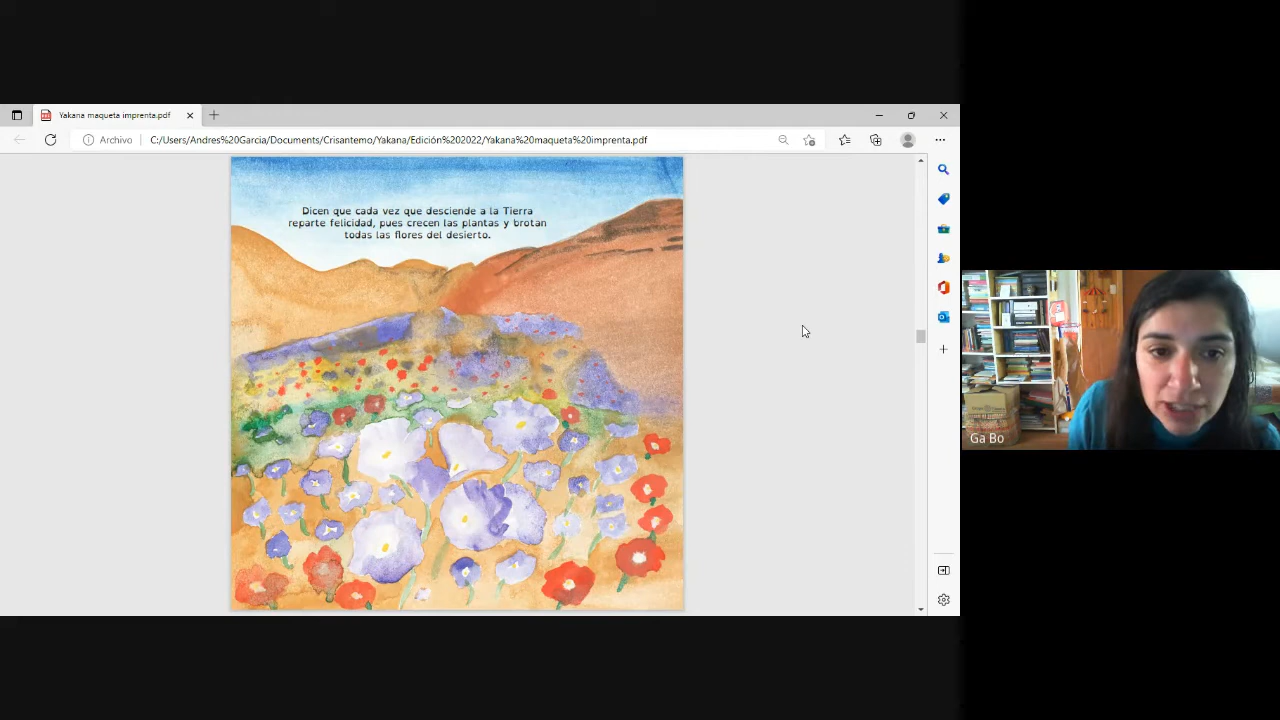 Yakana maqueta imprenta.pdf
Archivo
C:/Users/Andres%20Garcia/Documents/Crisantemo/Yakana/Edición%202022/Yakana%20maqueta%20imprenta.pdf
Dicen que cada vez que desciende a la Tierra
reparte felicidad, pues crecen las plantas y brotan
todas las flores del desierto.
Ga Bo